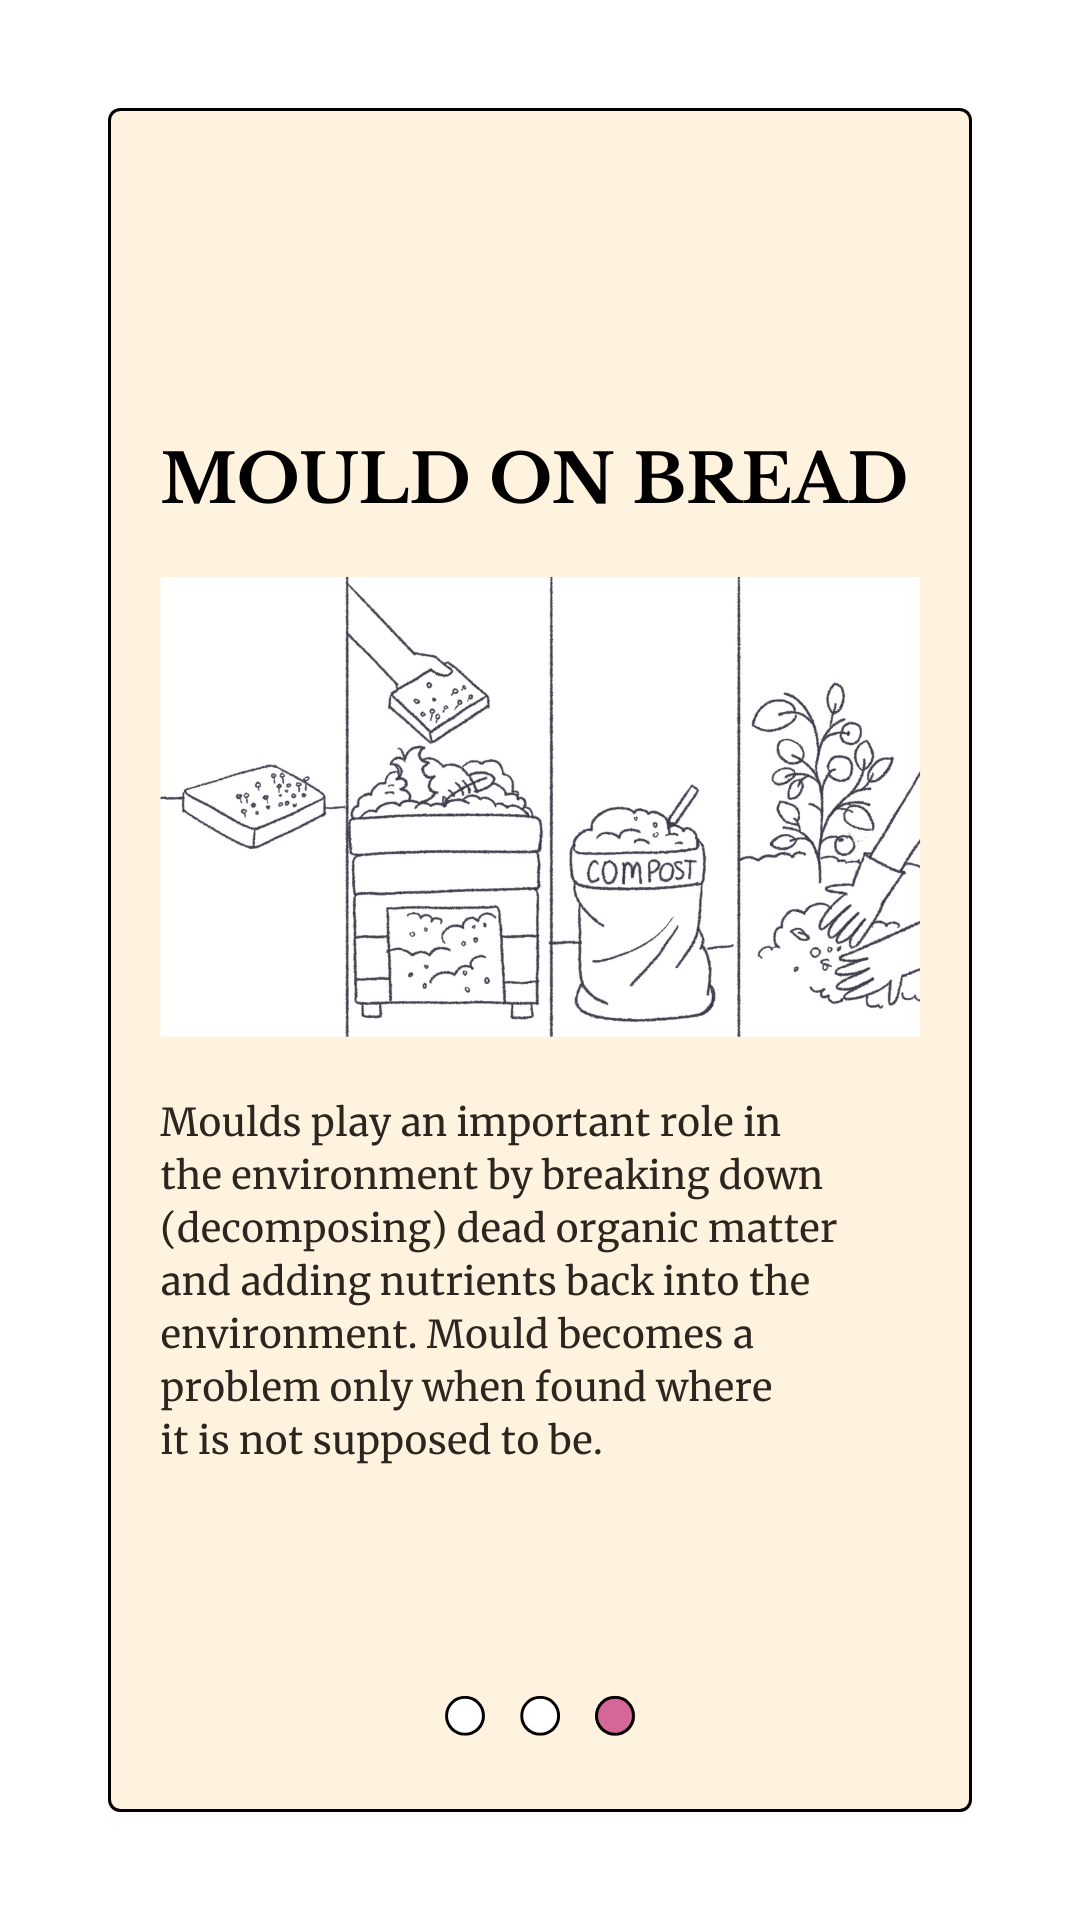 MOULD ON BREAD
COMPOST
Moulds play an important role in
the environment by breaking down
(decomposing) dead organic matter
and adding nutrients back into the
environment. Mould becomes a
problem only when found where
it is not supposed to be.